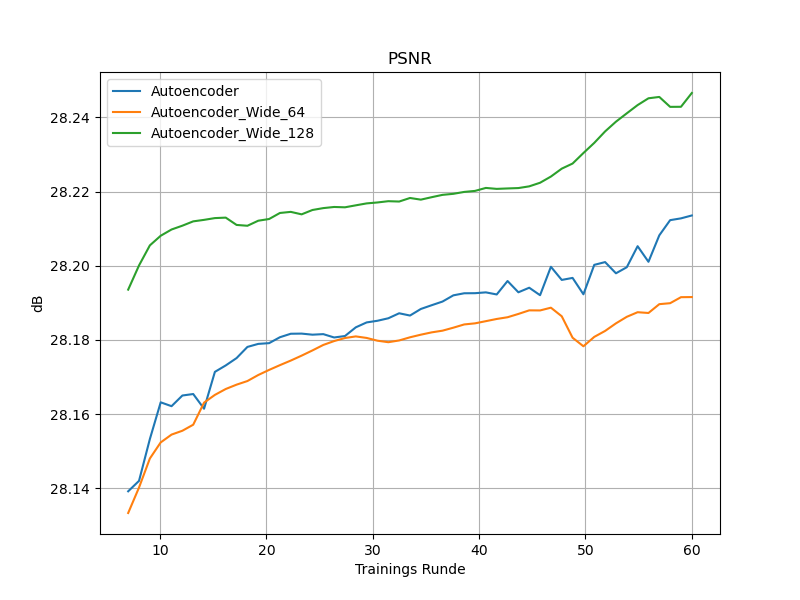 PSNR
Autoencoder
Autoencoder_Wide_64
Autoencoder_Wide_128
28.24
28.22
28.20
28.18
28.16
28.14
dB
10 20 30 40 50 60
Trainings Runde